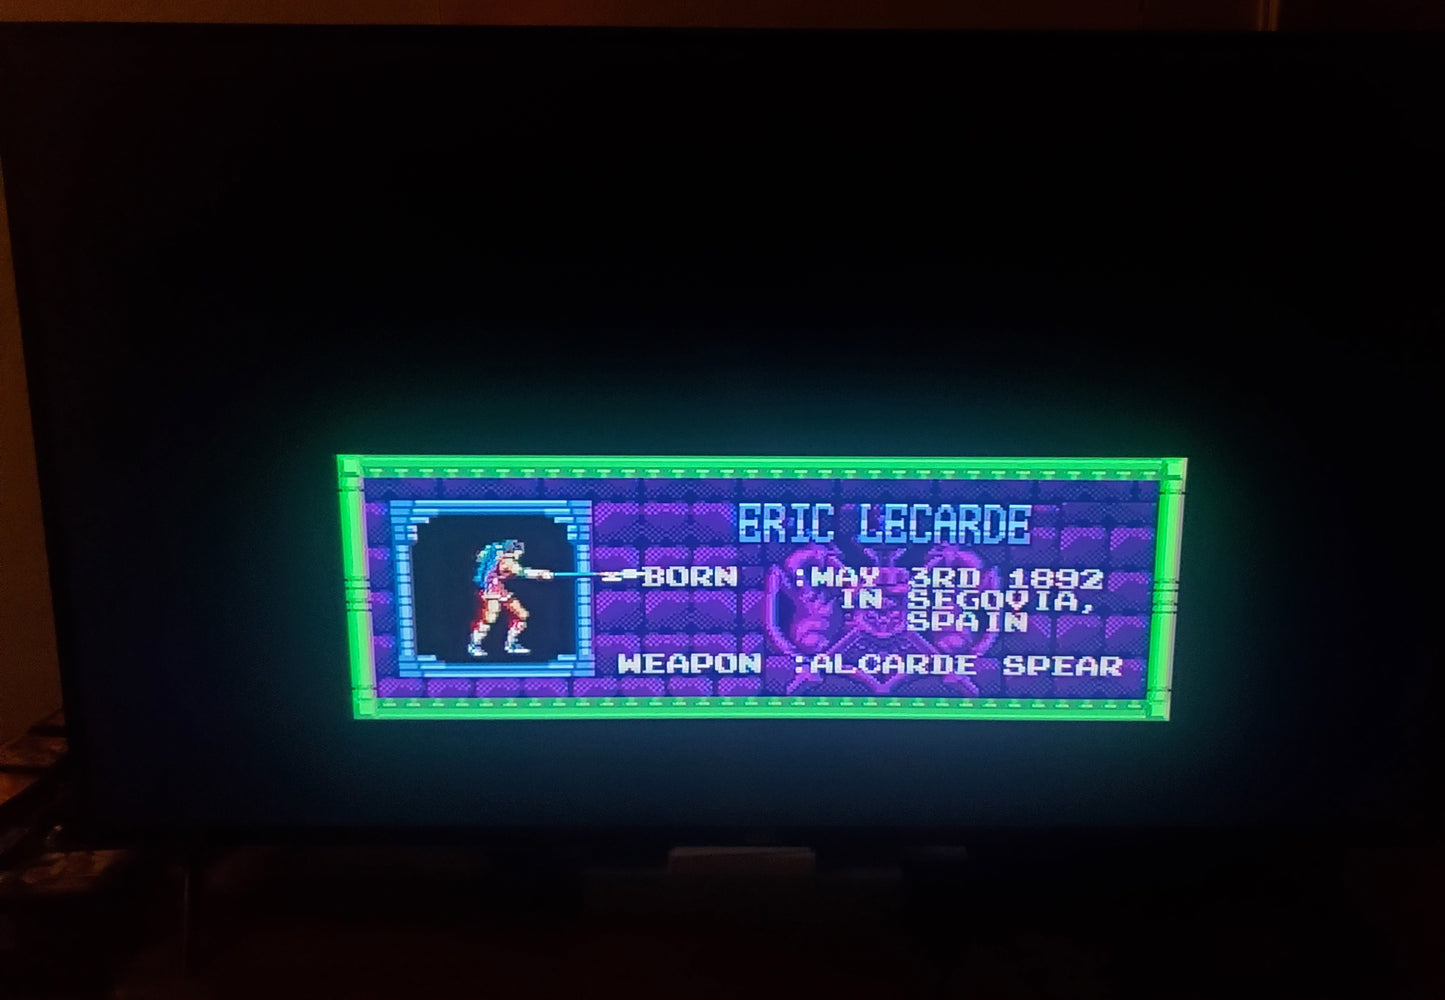 ERIC LECARDE
BORN :MAY 3RD 1892
IN SEGOVIA,
SPAIN
WEAPON :ALCARDE SPEAR